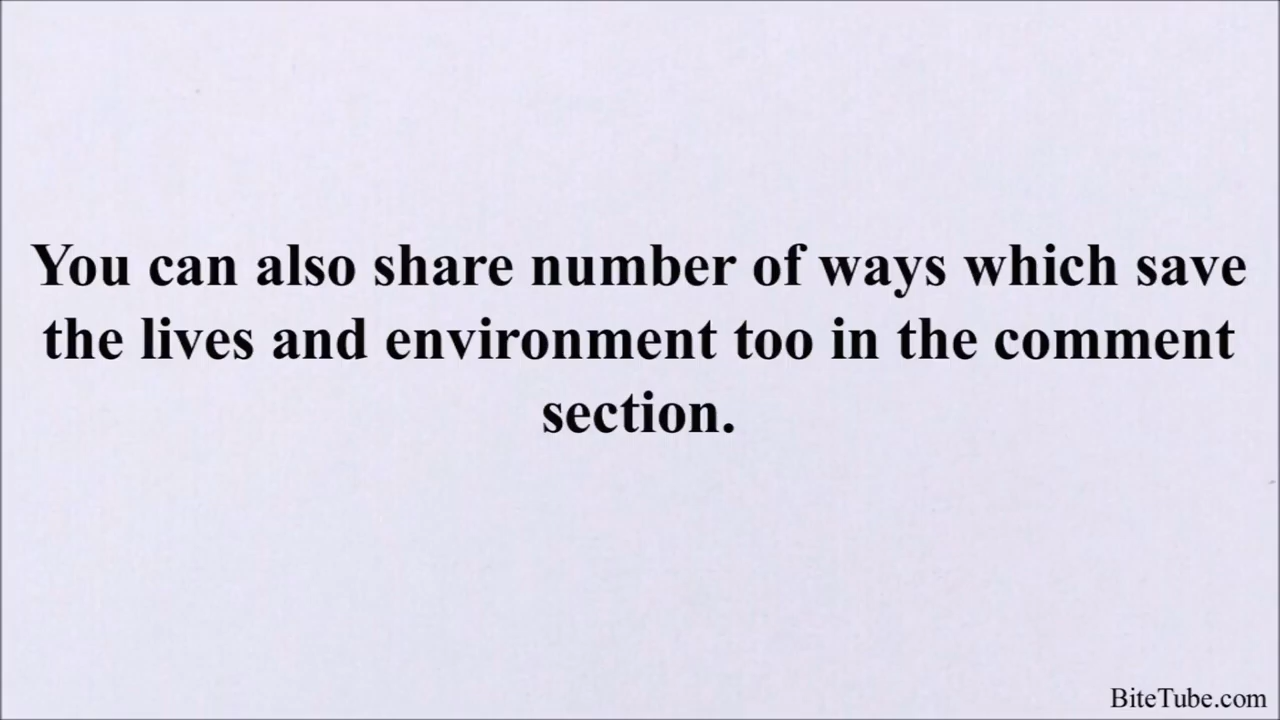 You can also share number of ways which save
the lives and environment too in the comment
section.
BiteTube.com